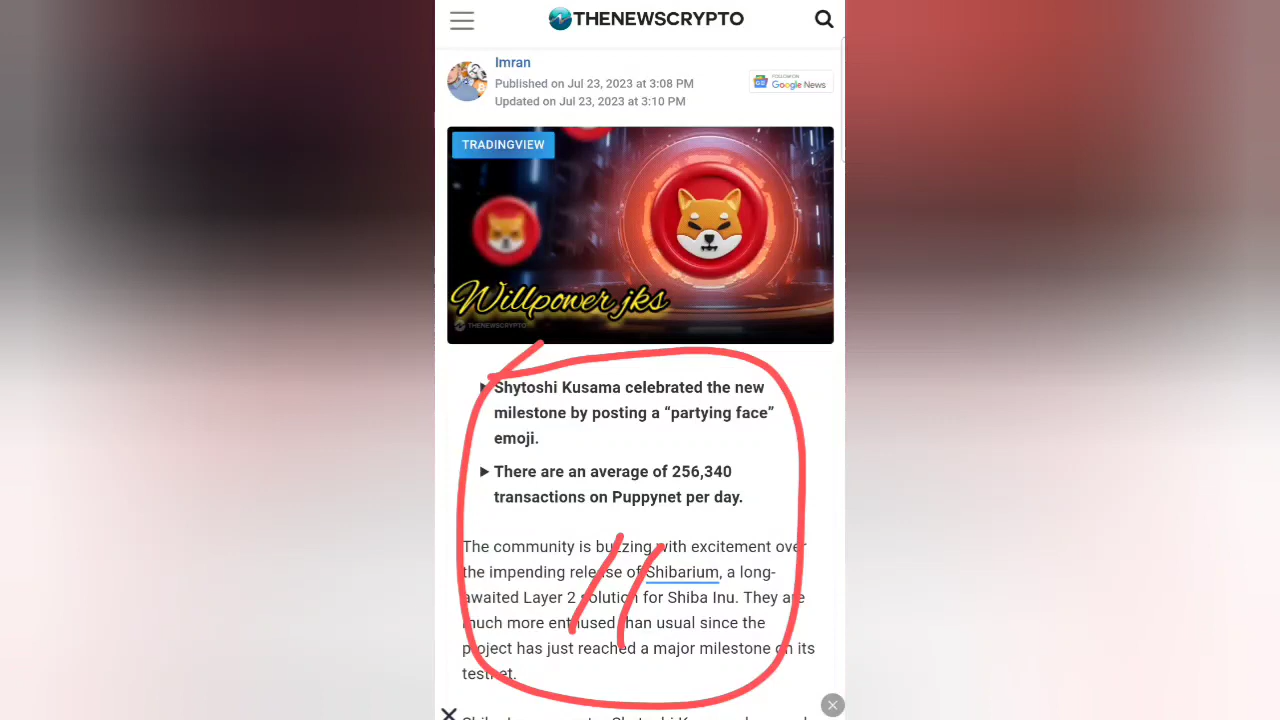 THENEWSCRYPTO
Imran
Published on Jul 23, 2023 at 3:08 PM
Updated on Jul 23, 2023 at 3:10 PM
FOLLOW ON
Google News
TRADINGVIEW
Willpower jks
THENEWSCRYPTO
Shytoshi Kusama celebrated the new
milestone by posting a “partying face”
emoji.
There are an average of 256,340
transactions on Puppynet per day.
The community is buzzing with excitement over
the impending release of Shibarium, a long-
awaited Layer 2 solution for Shiba Inu. They are
much more enthused than usual since the
project has just reached a major milestone on its
testnet.